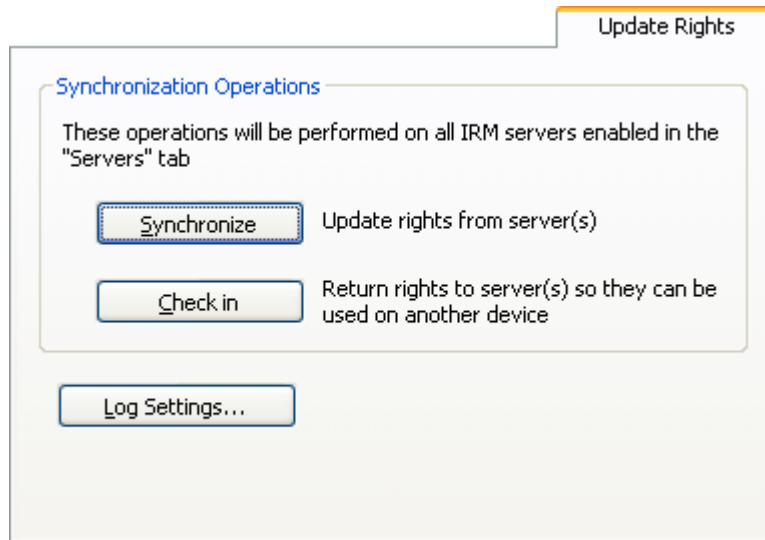 Update Rights
Synchronization Operations
These operations will be performed on all IRM servers enabled in the
"Servers" tab
Synchronize Update rights from server(s)
Check in Return rights to server(s) so they can be
used on another device
Log Settings...